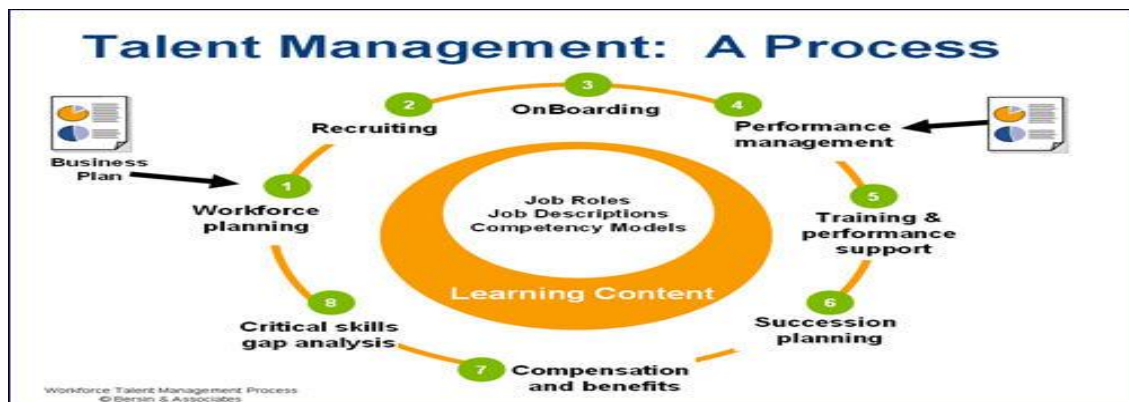 Talent Management: A Process
3
2
4
OnBoarding
Recruiting
Performance
management
Business
Plan
1
Workforce
planning
Job Roles
Job Descriptions
Competency Models
5
Training &
performance
support
Learning Content
8
Critical skills
gap analysis
6
Succession
planning
7
Compensation
and benefits
Workforce Talent Management Process
© Bersin & Associates